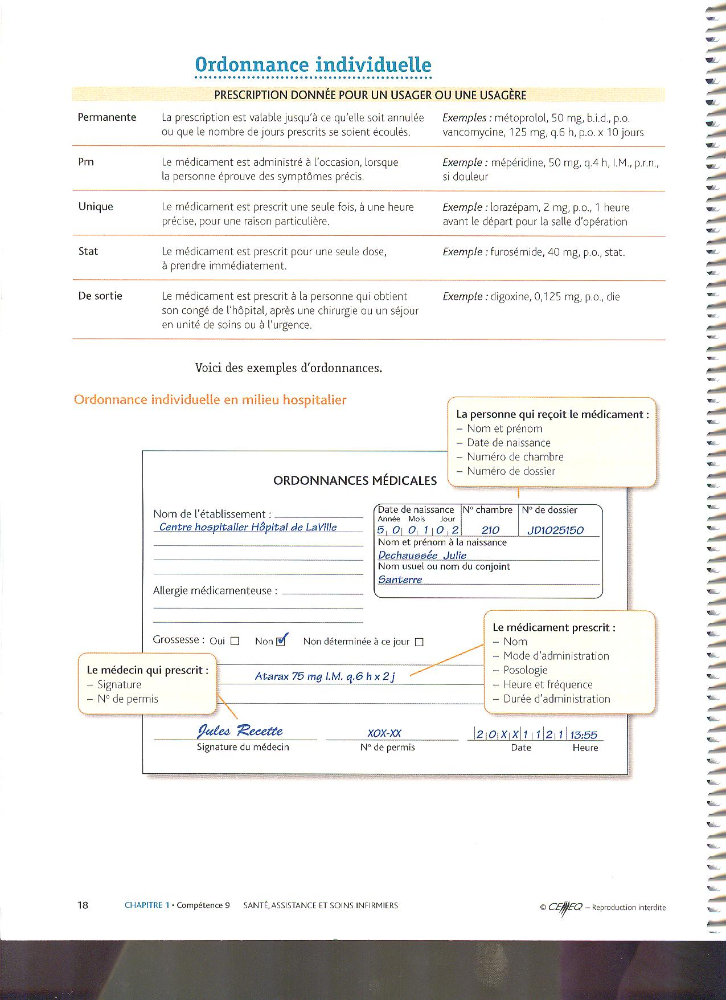 Ordonnance individuelle
PRESCRIPTION DONNÉE POUR UN USAGER OU UNE USAGÈRE
Permanente
La prescription est valable jusqu'à ce qu'elle soit annulée
ou que le nombre de jours prescrits se soient écoulés.
Exemples : métoprolol, 50 mg, b.i.d., p.o.
vancomycine, 125 mg, q.6 h, p.o. x 10 jours
Prn
Le médicament est administré à l'occasion, lorsque
la personne éprouve des symptômes précis.
Exemple : mépéridine, 50 mg, q.4 h, I.M., p.r.n.,
si douleur
Unique
Le médicament est prescrit une seule fois, à une heure
précise, pour une raison particulière.
Exemple : lorazépam, 2 mg, p.o., 1 heure
avant le départ pour la salle d'opération
Stat
Le médicament est prescrit pour une seule dose,
à prendre immédiatement.
Exemple : furosémide, 40 mg, p.o., stat.
De sortie
Le médicament est prescrit à la personne qui obtient
son congé de l'hôpital, après une chirurgie ou un séjour
en unité de soins ou à l'urgence.
Exemple : digoxine, 0,125 mg, p.o., die
Voici des exemples d'ordonnances.
Ordonnance individuelle en milieu hospitalier
La personne qui reçoit le médicament :
– Nom et prénom
– Date de naissance
– Numéro de chambre
– Numéro de dossier
ORDONNANCES MÉDICALES
Nom de l'établissement :
Centre hospitalier Hôpital de LaVille
Date de naissance
Année Mois Jour
5 0 0 1 0 2
N° chambre
210
N° de dossier
JD1025150
Nom et prénom à la naissance
Dechaussée Julie
Nom usuel ou nom du conjoint
Santerre
Allergie médicamenteuse :
Grossesse : Oui Non Non déterminée à ce jour
Le médicament prescrit :
– Nom
– Mode d'administration
– Posologie
– Heure et fréquence
– Durée d'administration
Le médecin qui prescrit :
– Signature
– N° de permis
Atarax 75 mg I.M. q.6 h x 2 j
Jules Recette XOX-XX 2 0 X X 1 1 2 1 13:55
Signature du médecin N° de permis Date Heure
18 CHAPITRE 1 • Compétence 9 SANTÉ, ASSISTANCE ET SOINS INFIRMIERS
© CEMEQ – Reproduction interdite